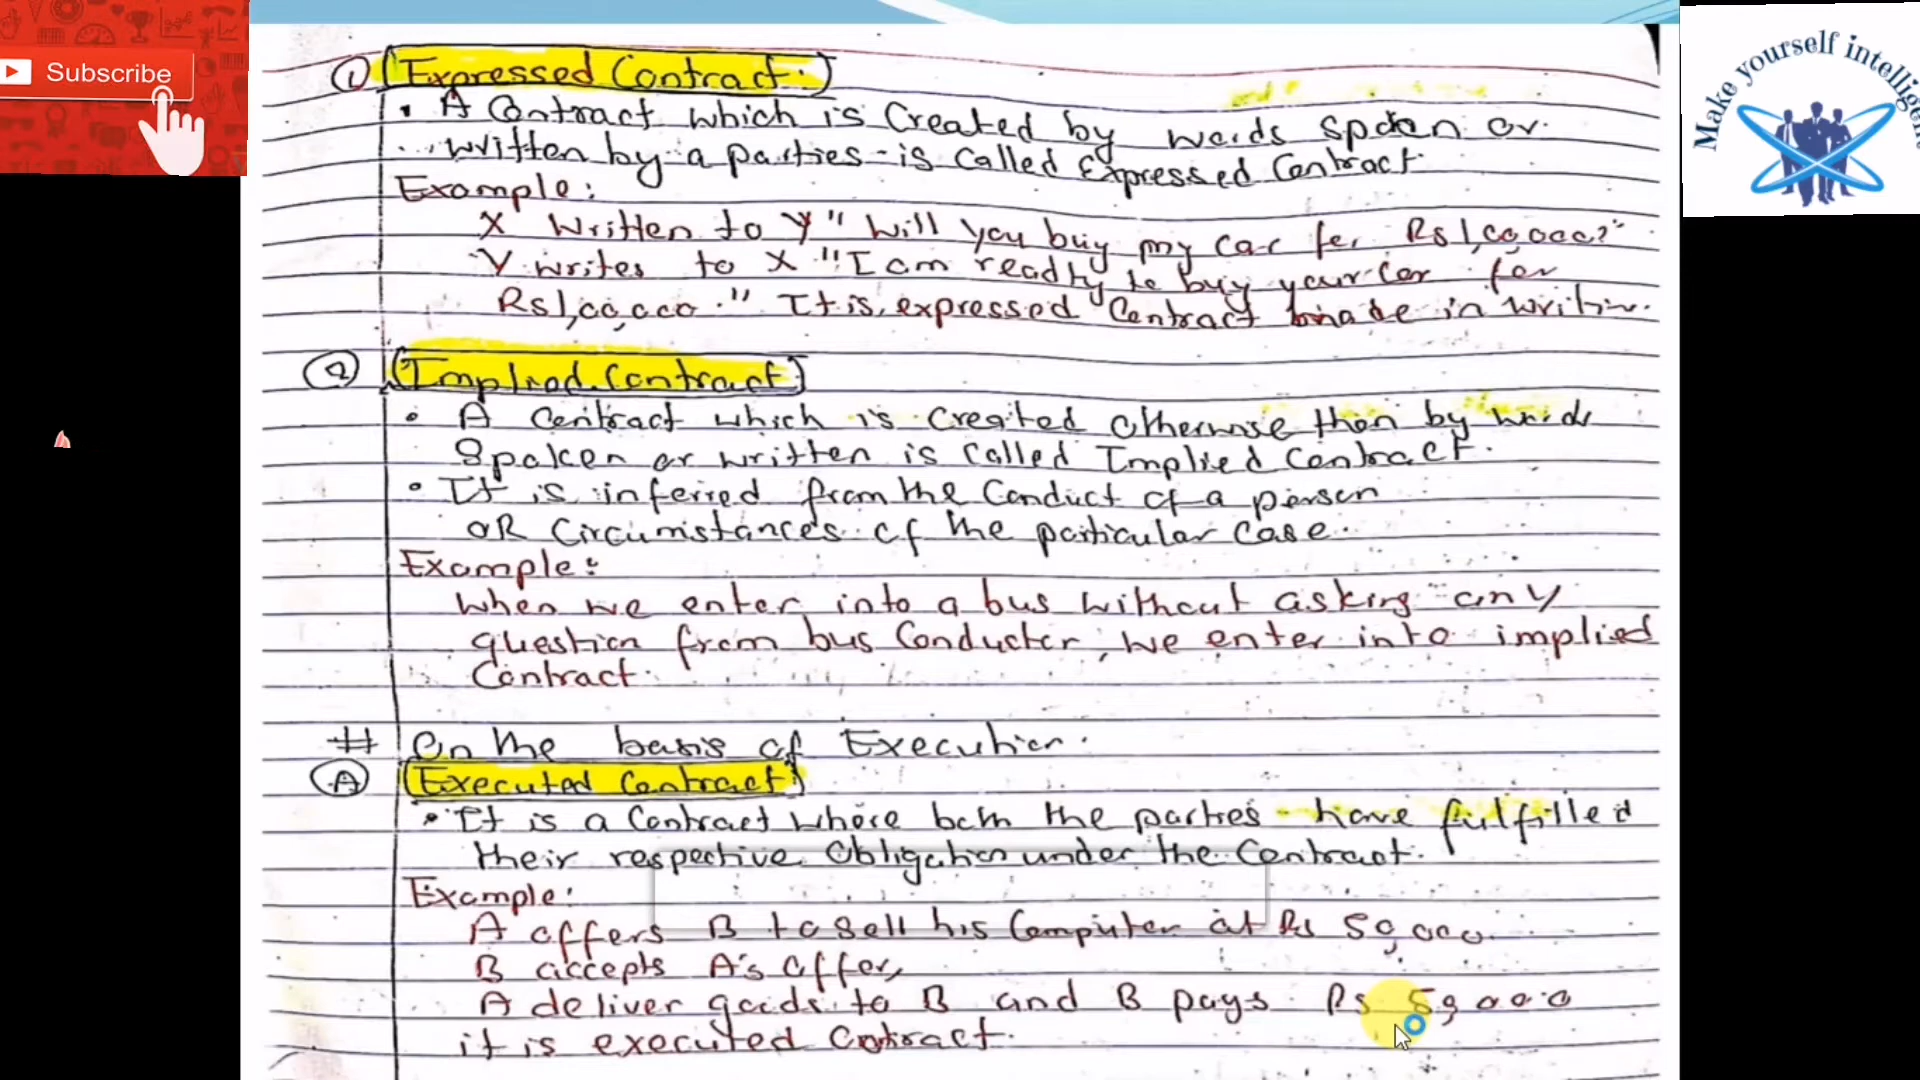 Subscribe
Make yourself intelligent
① Expressed Contract.
• A Contract which is Created by words spoken or
written by a parties is called Expressed Contract.
Example:
X Written to Y "Will you buy my car for Rs1,00,000?"
Y writes to X "I am ready to buy your car for
Rs1,00,000." It is expressed Contract made in writin.
② Implied Contract
• A Contract which is Created otherwise then by words
Spoken or written is called Implied Contract.
• It is inferred from the Conduct of a person
OR Circumstances of the particular case.
Example:
When we enter into a bus without asking any
question from bus Conductor, we enter into implied
Contract.
# On the basis of Execution.
Ⓐ Executed Contract
• It is a Contract where both the parties have fulfilled
their respective Obligation under the Contract.
Example:
A offers B to sell his Computer at Rs 50,000.
B accepts A's offer,
A deliver goods to B and B pays Rs 50,000
it is executed Contract.